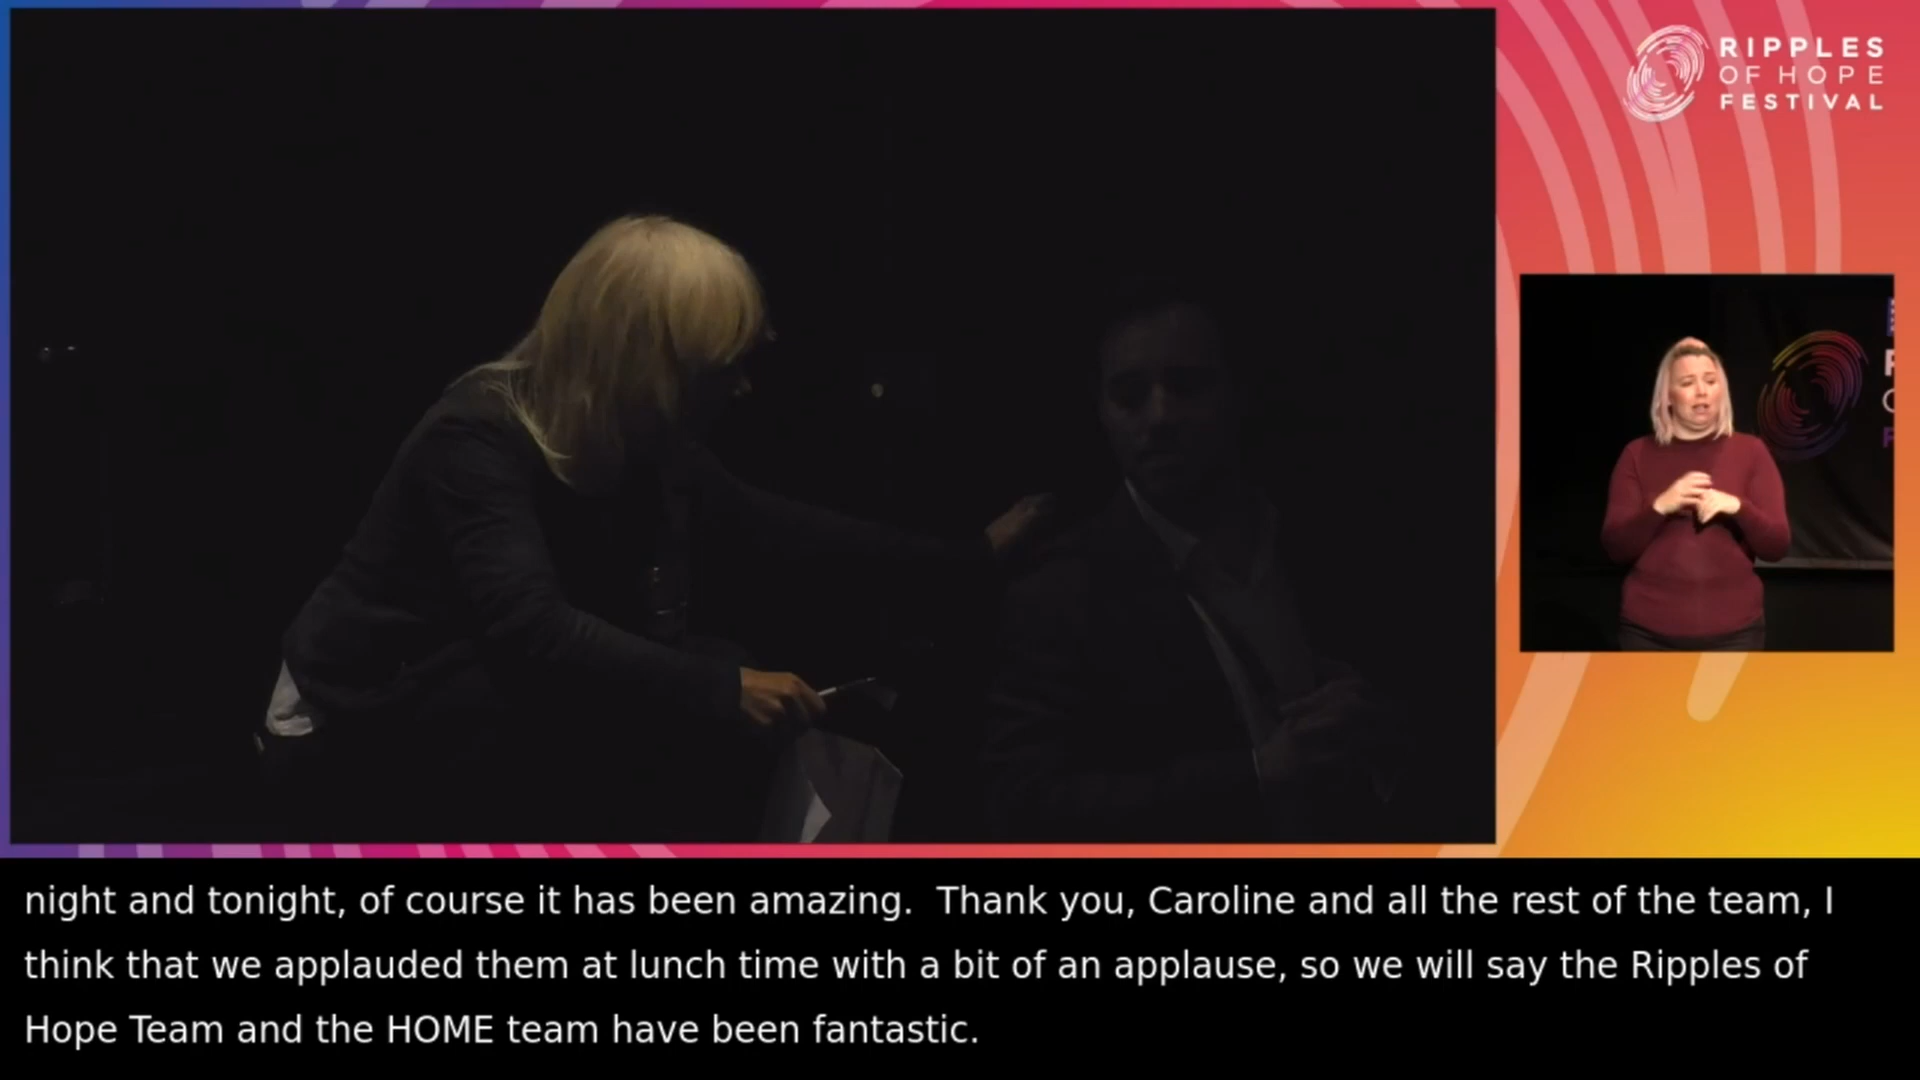 RIPPLES
OF HOPE
FESTIVAL
night and tonight, of course it has been amazing.  Thank you, Caroline and all the rest of the team, I
think that we applauded them at lunch time with a bit of an applause, so we will say the Ripples of
Hope Team and the HOME team have been fantastic.